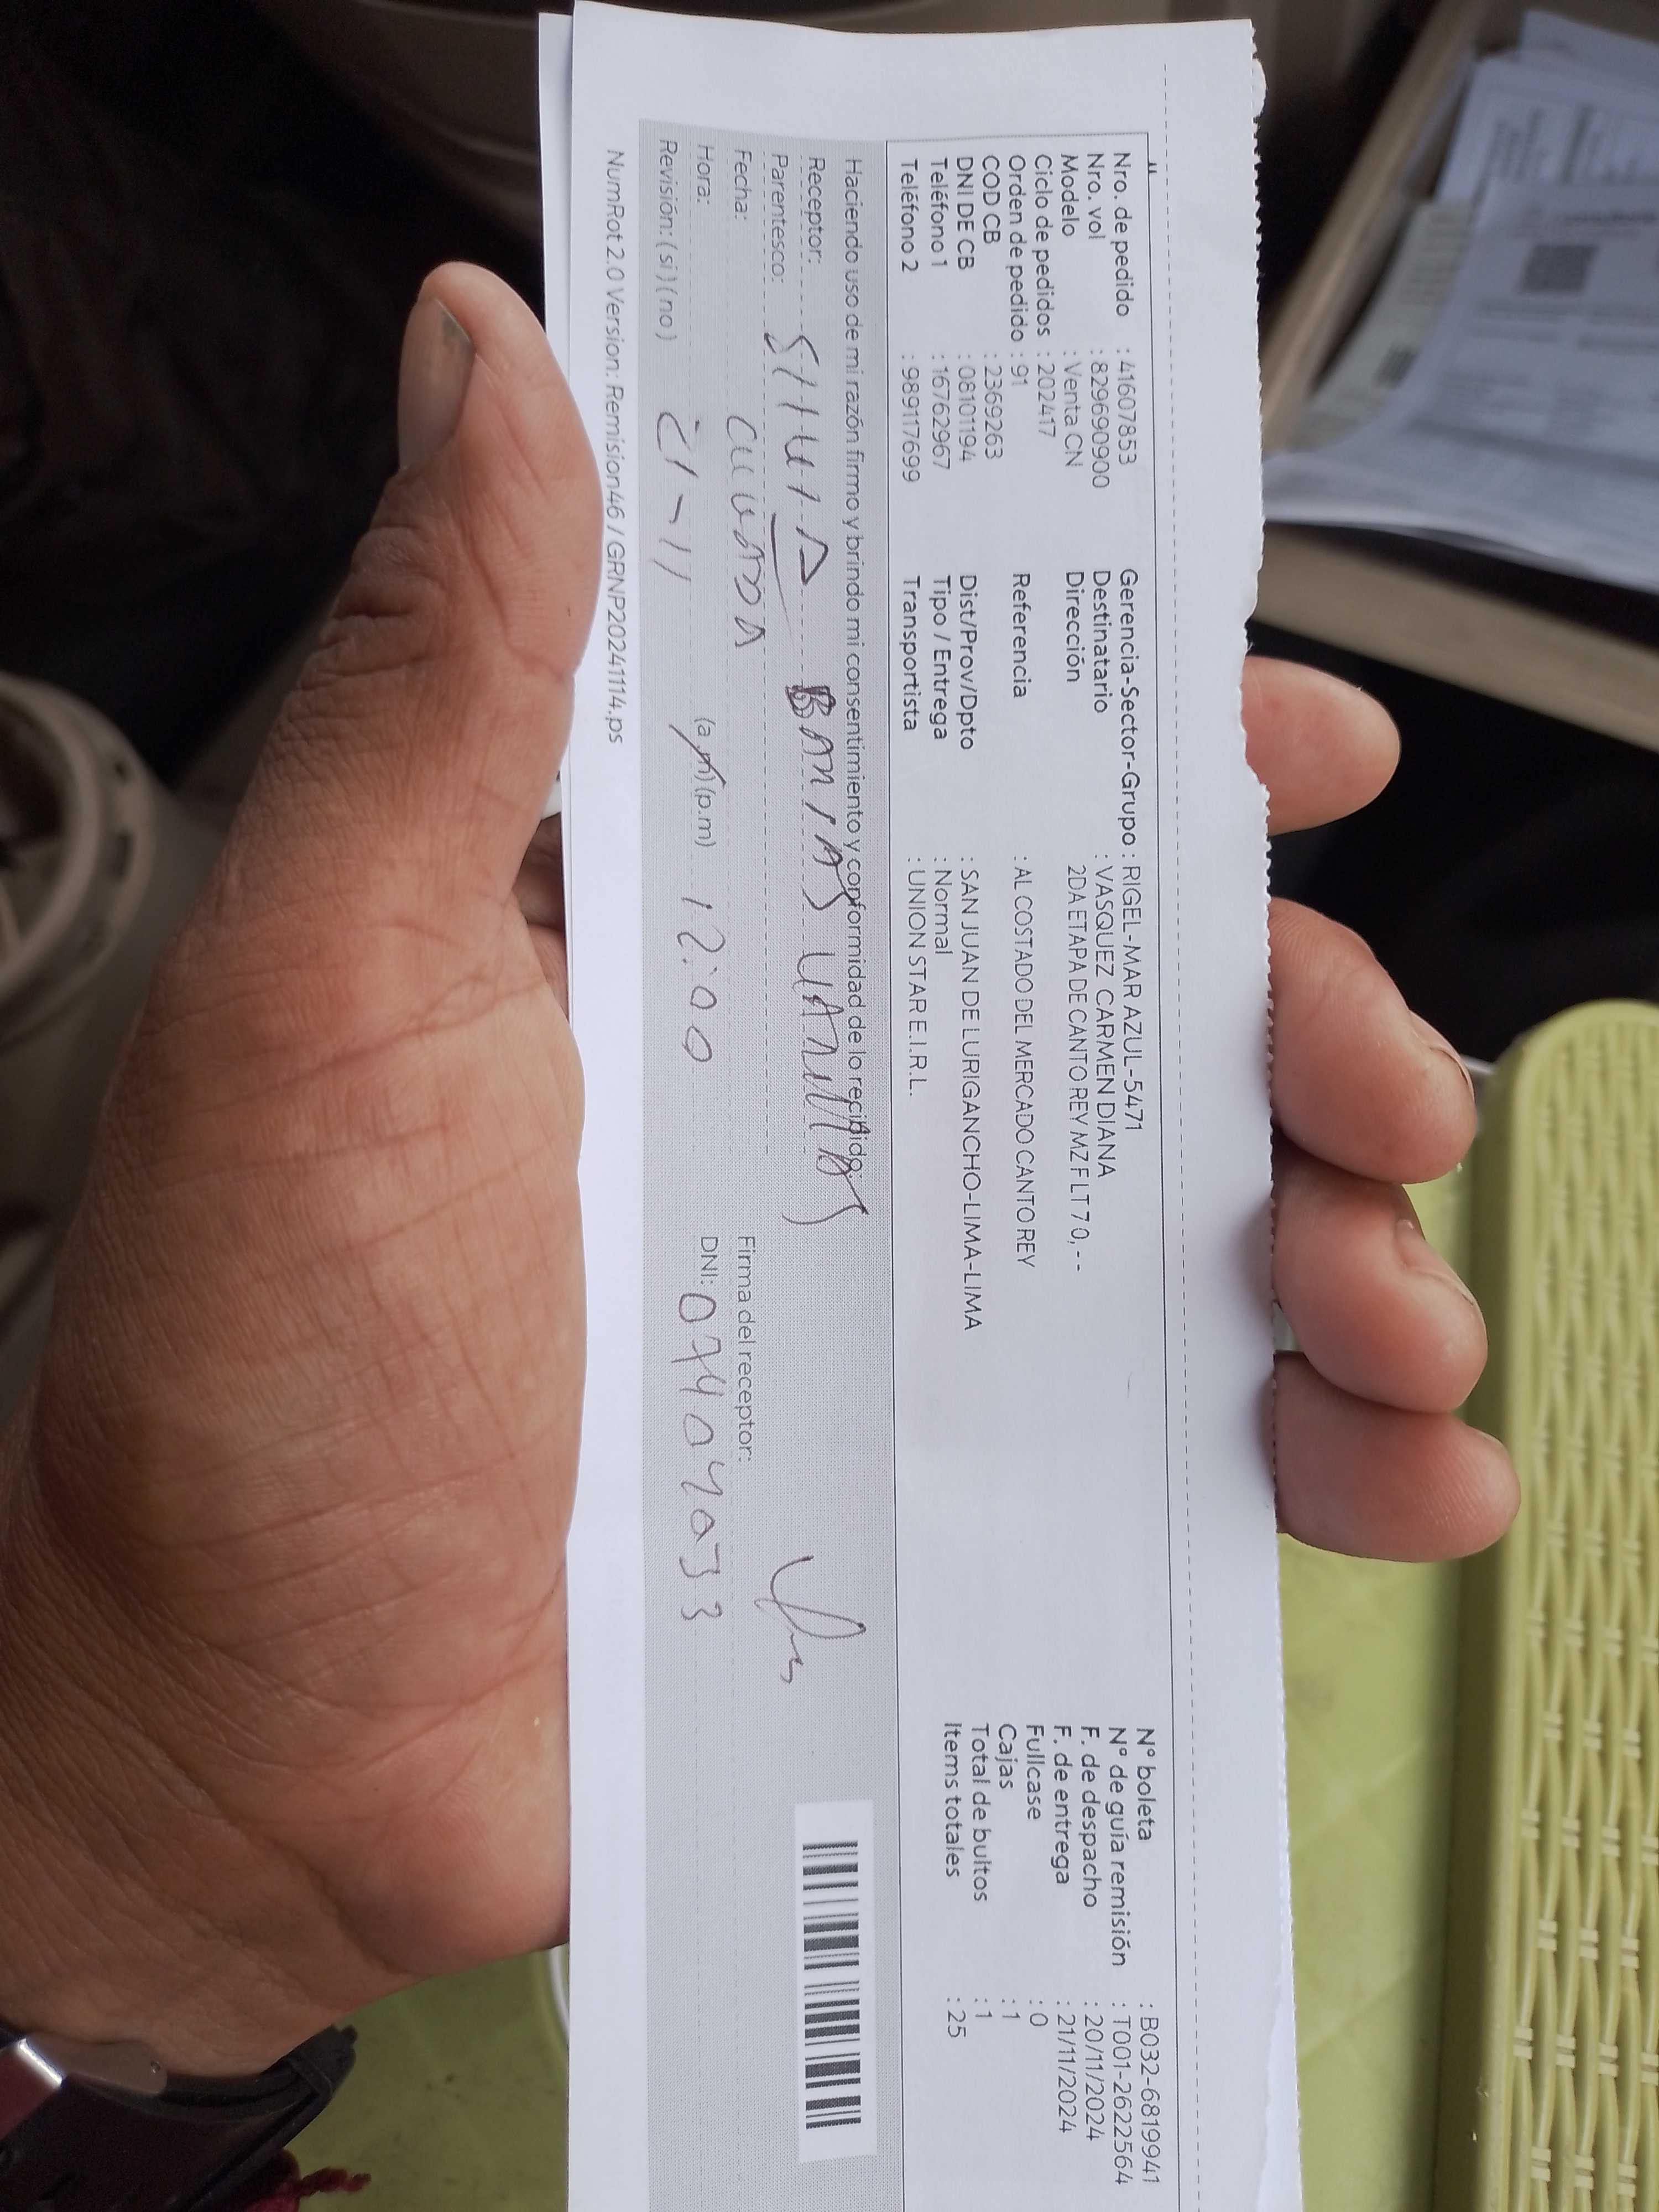 Nro. de pedido : 41607853 Gerencia-Sector-Grupo : RIGEL-MAR AZUL-5471 N° boleta : B032-6819941
Nro. vol : 829690900 Destinatario : VASQUEZ CARMEN DIANA N° de guía remisión : T001-2622564
Modelo : Venta CN Dirección 2DA ETAPA DE CANTO REY MZ F LT 7 0,-- F. de despacho : 20/11/2024
Ciclo de pedidos : 202417 F. de entrega : 21/11/2024
Orden de pedido : 91 Referencia : AL COSTADO DEL MERCADO CANTO REY Fullcase : 0
COD CB : 2369263 Cajas : 1
DNI DE CB : 08101194 Dist/Prov/Dpto : SAN JUAN DE LURIGANCHO-LIMA-LIMA Total de bultos : 1
Teléfono 1 : 16762967 Tipo / Entrega : Normal Items totales : 25
Teléfono 2 : 989117699 Transportista : UNION STAR E.I.R.L.
Haciendo uso de mi razón firmo y brindo mi consentimiento y conformidad de lo recibido:
Receptor:
Parentesco:
Fecha: Firma del receptor:
Hora: 21-11 (a.m) (p.m) 12:00 DNI:
Revisión: (si) (no)
NumRot 2.0 Version: Remision46 / GRNP20241114.ps